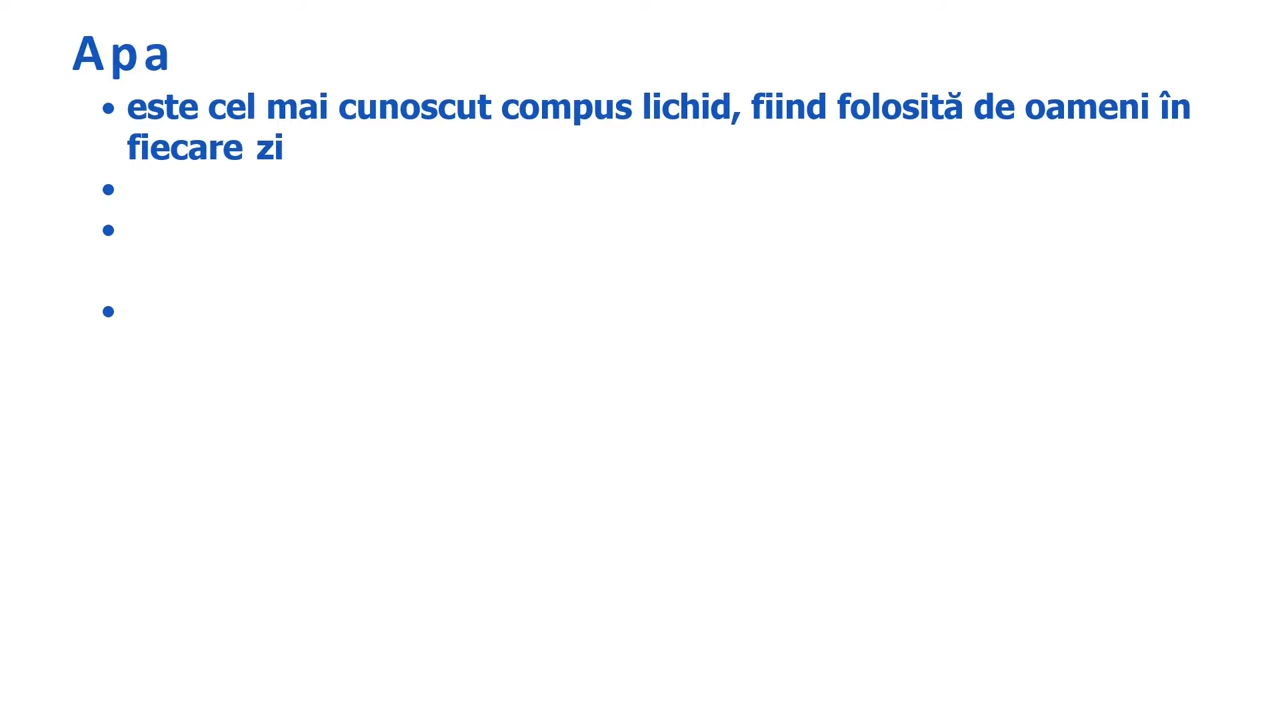 Apa
• este cel mai cunoscut compus lichid, fiind folosită de oameni în
fiecare zi
•
•
•